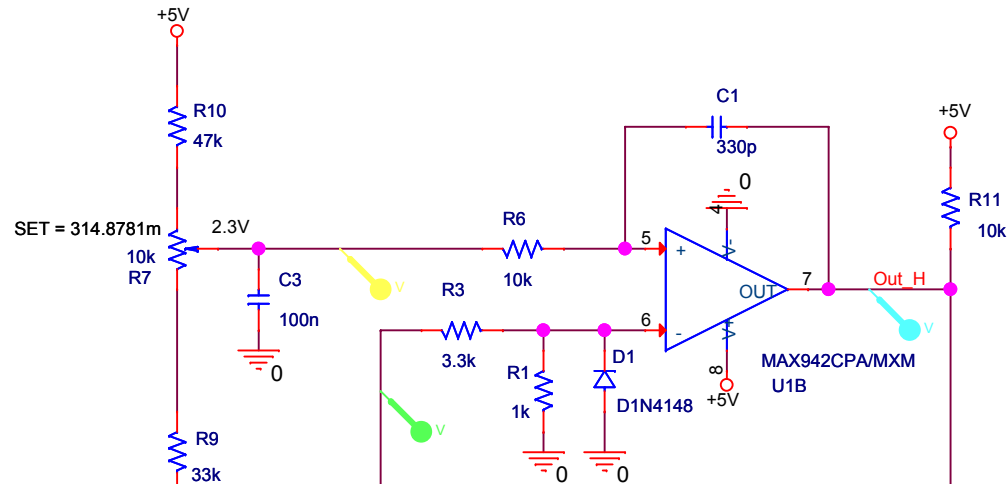 +5V
R10
47k
C1
330p
+5V
0
R11
10k
SET = 314.8781m
2.3V
10k
R7
R6
10k
4
V-
5
+
C3
100n
V
R3
3.3k
7
OUT
Out_H
V
6
-
V+
8
+5V
MAX942CPA/MXM
U1B
0
R1
1k
D1
D1N4148
V
R9
33k
0
0